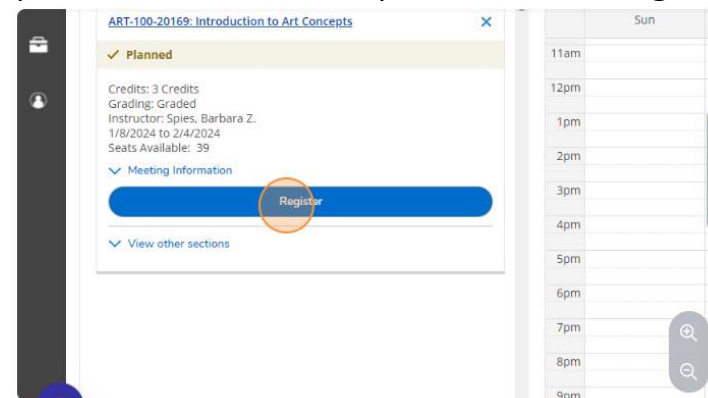 ART-100-20169: Introduction to Art Concepts
Planned
Credits: 3 Credits
Grading: Graded
Instructor: Spies, Barbara Z.
1/8/2024 to 2/4/2024
Seats Available: 39
Meeting Information
Register
View other sections
Sun
11am
12pm
1pm
2pm
3pm
4pm
5pm
6pm
7pm
8pm
9pm